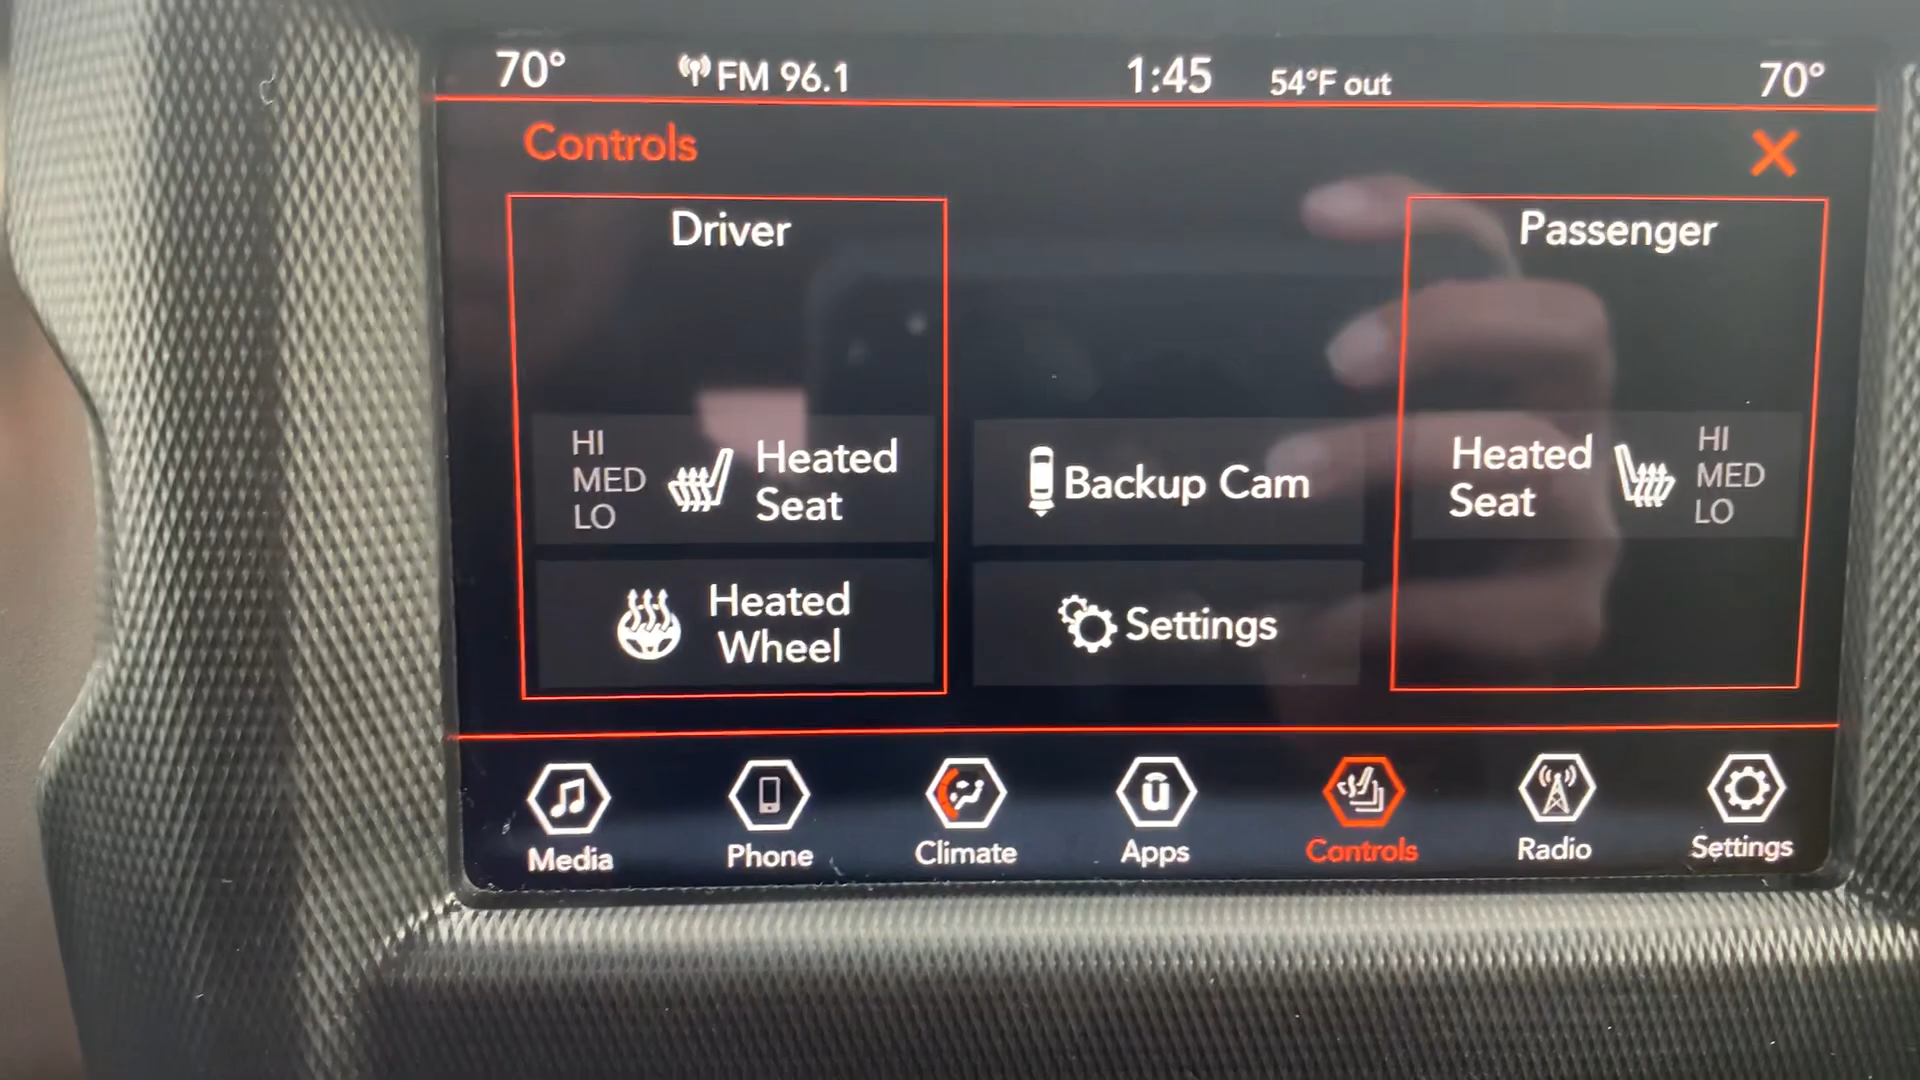 70° FM 96.1 1:45 54°F out 70°
Controls
Driver
HI
MED
LO
Heated
Seat
Heated
Wheel
Backup Cam
Settings
Passenger
Heated
Seat
HI
MED
LO
Media Phone Climate Apps Controls Radio Settings